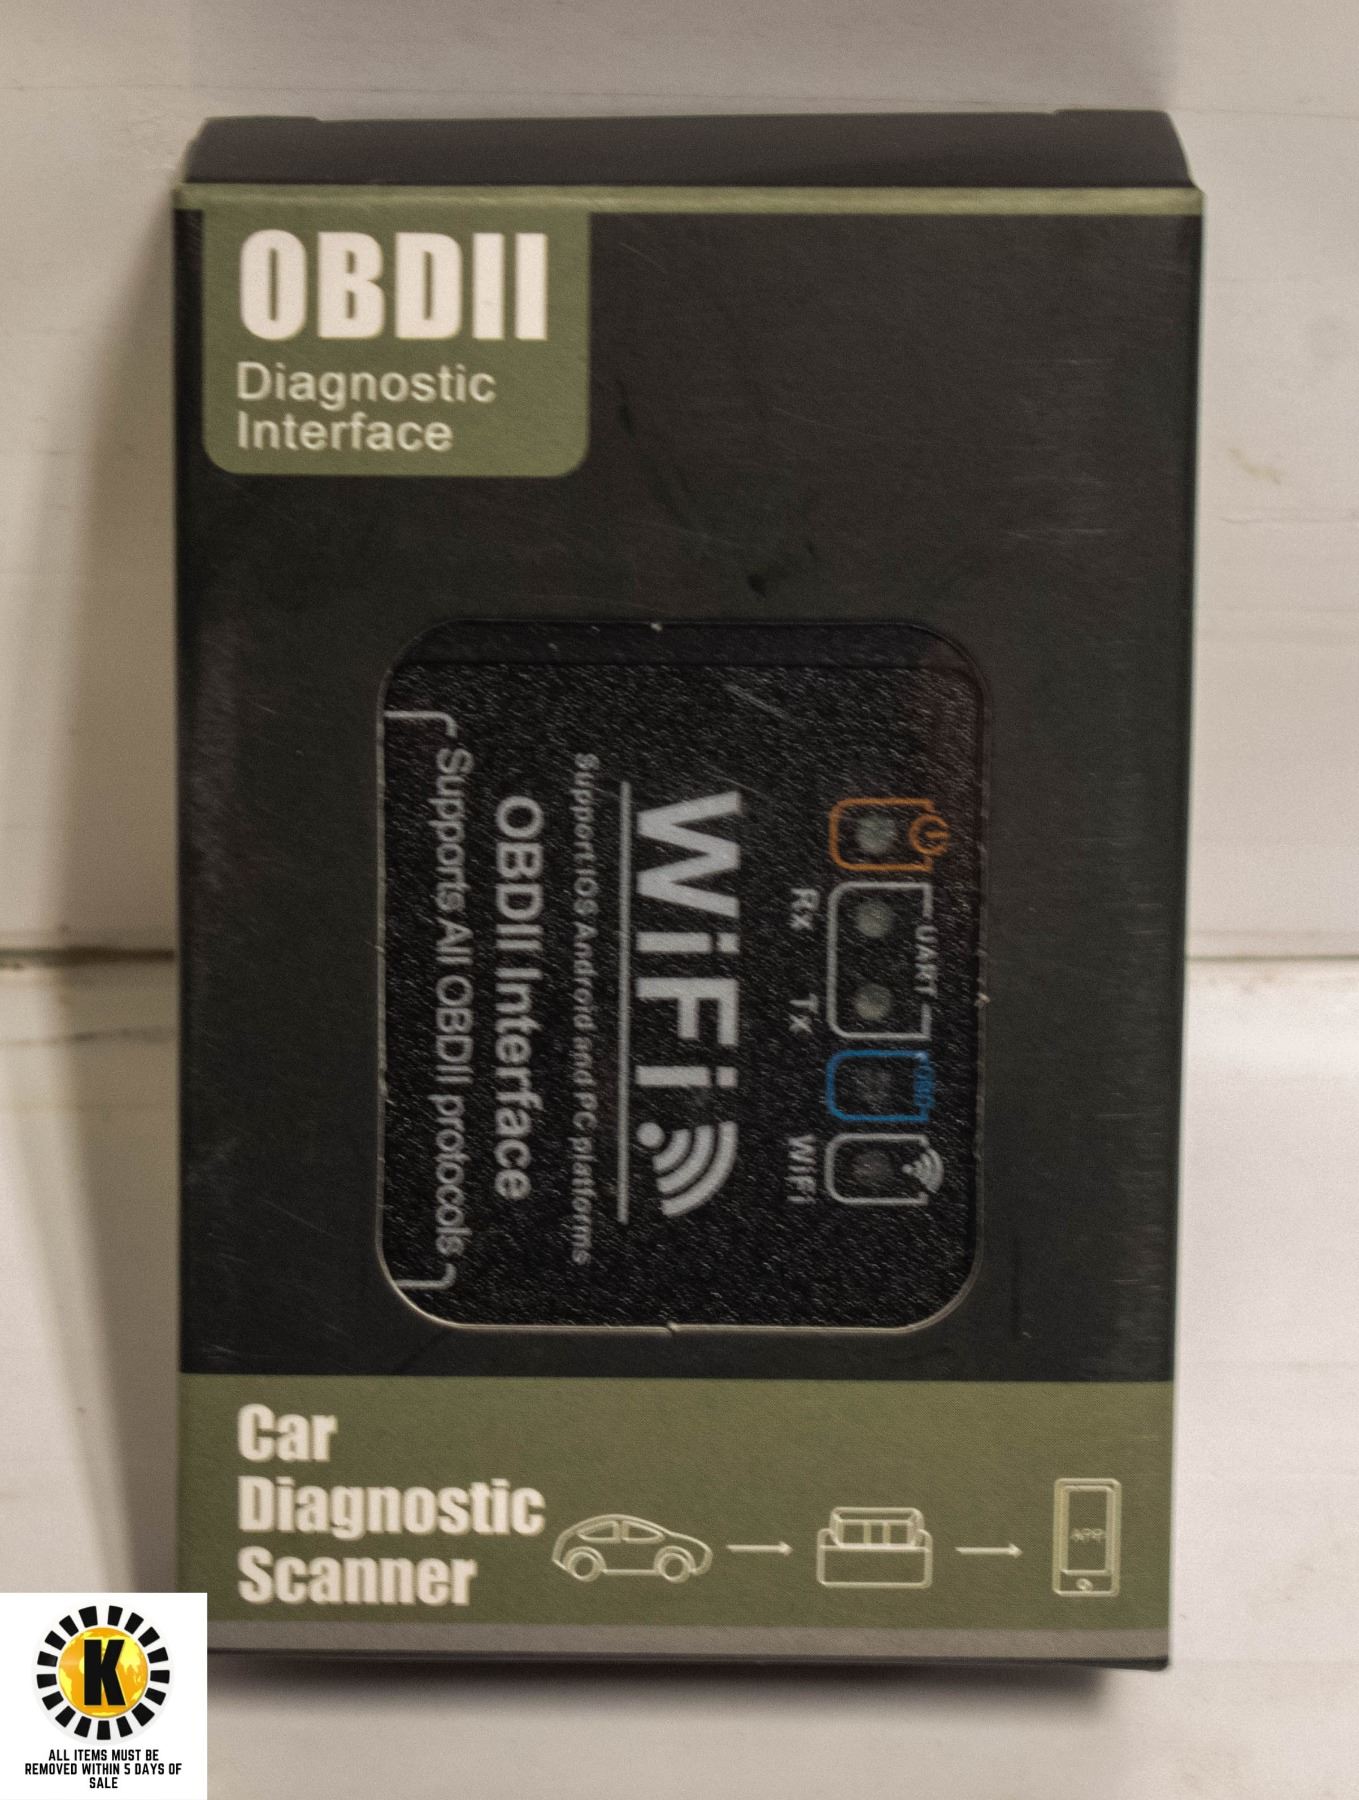 OBDII
Diagnostic
Interface
UART
Rx
Tx
OBD
WiFi
WiFi
Support iOS Android and PC platforms
OBDII Interface
Supports All OBDII protocols
Car
Diagnostic
Scanner
APP
K
ALL ITEMS MUST BE
REMOVED WITHIN 5 DAYS OF
SALE